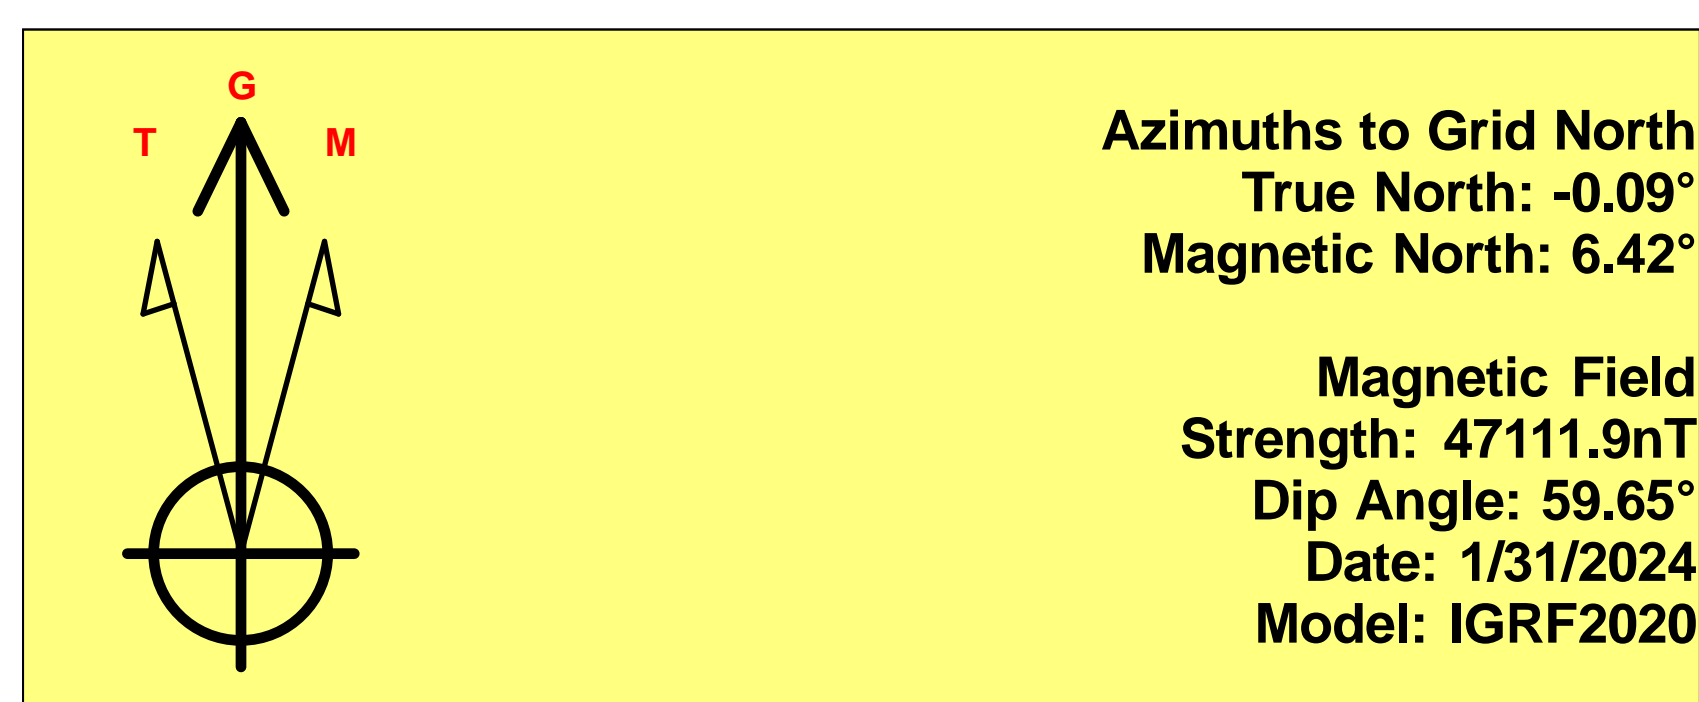 G
T M
Azimuths to Grid North
True North: -0.09°
Magnetic North: 6.42°
Magnetic Field
Strength: 47111.9nT
Dip Angle: 59.65°
Date: 1/31/2024
Model: IGRF2020